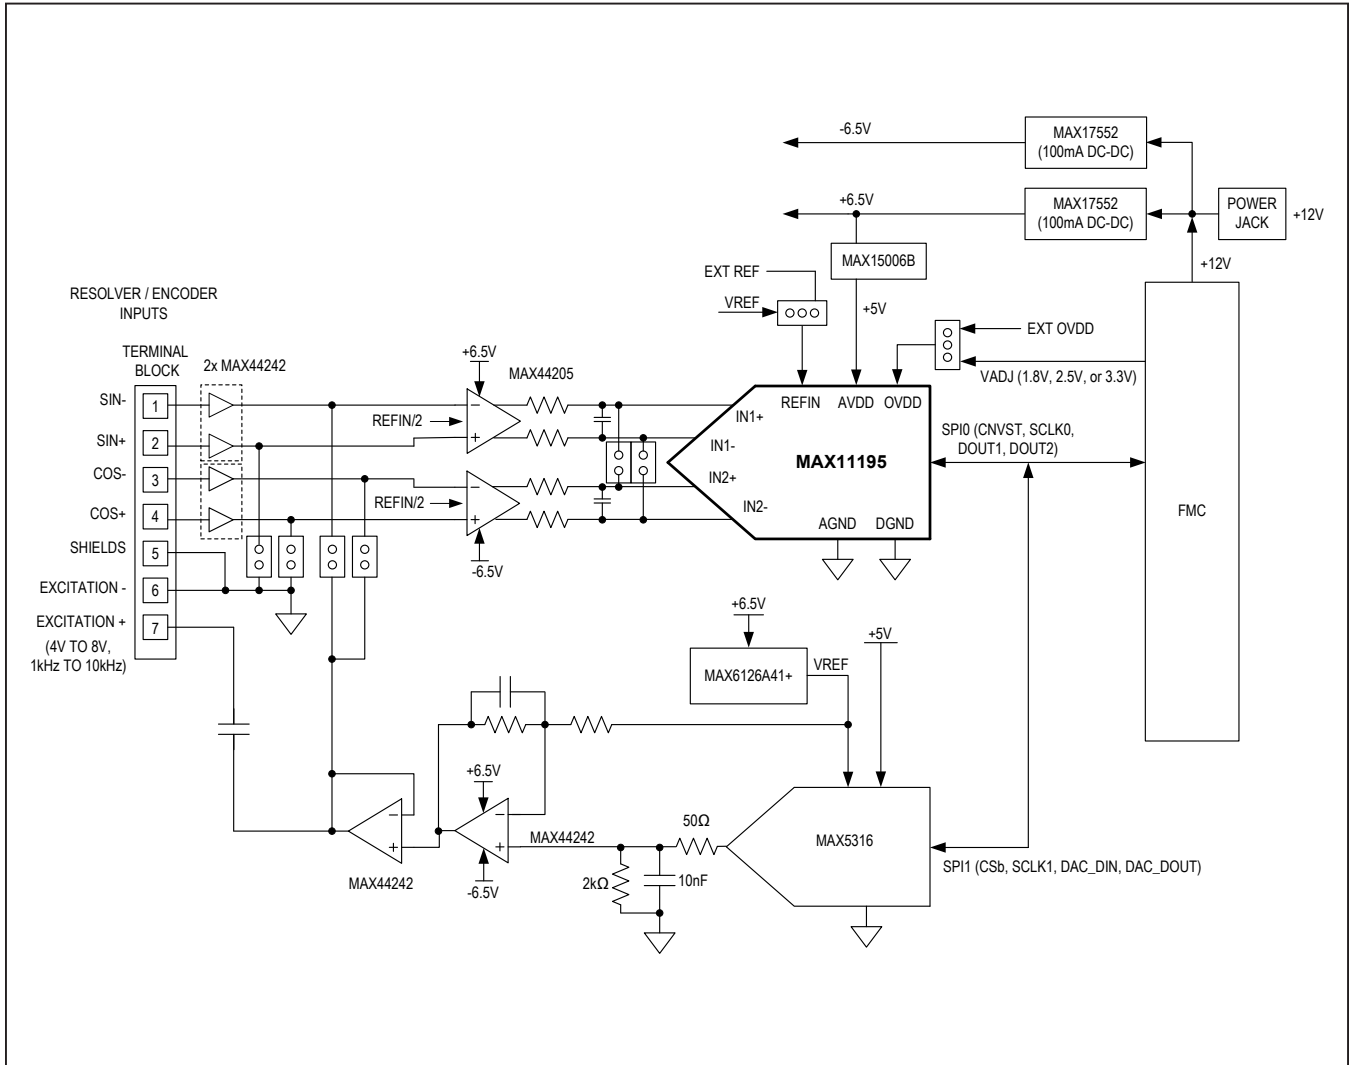 -6.5V
MAX17552
(100mA DC-DC)
+6.5V
MAX17552
(100mA DC-DC)
POWER
JACK
+12V
MAX15006B
+12V
EXT REF
VREF
+5V
EXT OVDD
VADJ (1.8V, 2.5V, or 3.3V)
RESOLVER / ENCODER
INPUTS
TERMINAL
BLOCK
2x MAX44242
+6.5V
MAX44205
SIN-
1
REFIN/2
SIN+
2
COS-
3
REFIN/2
COS+
4
SHIELDS
5
-6.5V
EXCITATION -
6
EXCITATION +
7
(4V TO 8V,
1kHz TO 10kHz)
REFIN
AVDD
OVDD
IN1+
IN1-
MAX11195
IN2+
IN2-
AGND
DGND
SPI0 (CNVST, SCLK0,
DOUT1, DOUT2)
FMC
+6.5V
MAX6126A41+
VREF
+5V
+6.5V
-
+
-
+
-
+
-
+
MAX44242
-6.5V
MAX44242
50Ω
2kΩ
10nF
MAX5316
SPI1 (CSb, SCLK1, DAC_DIN, DAC_DOUT)